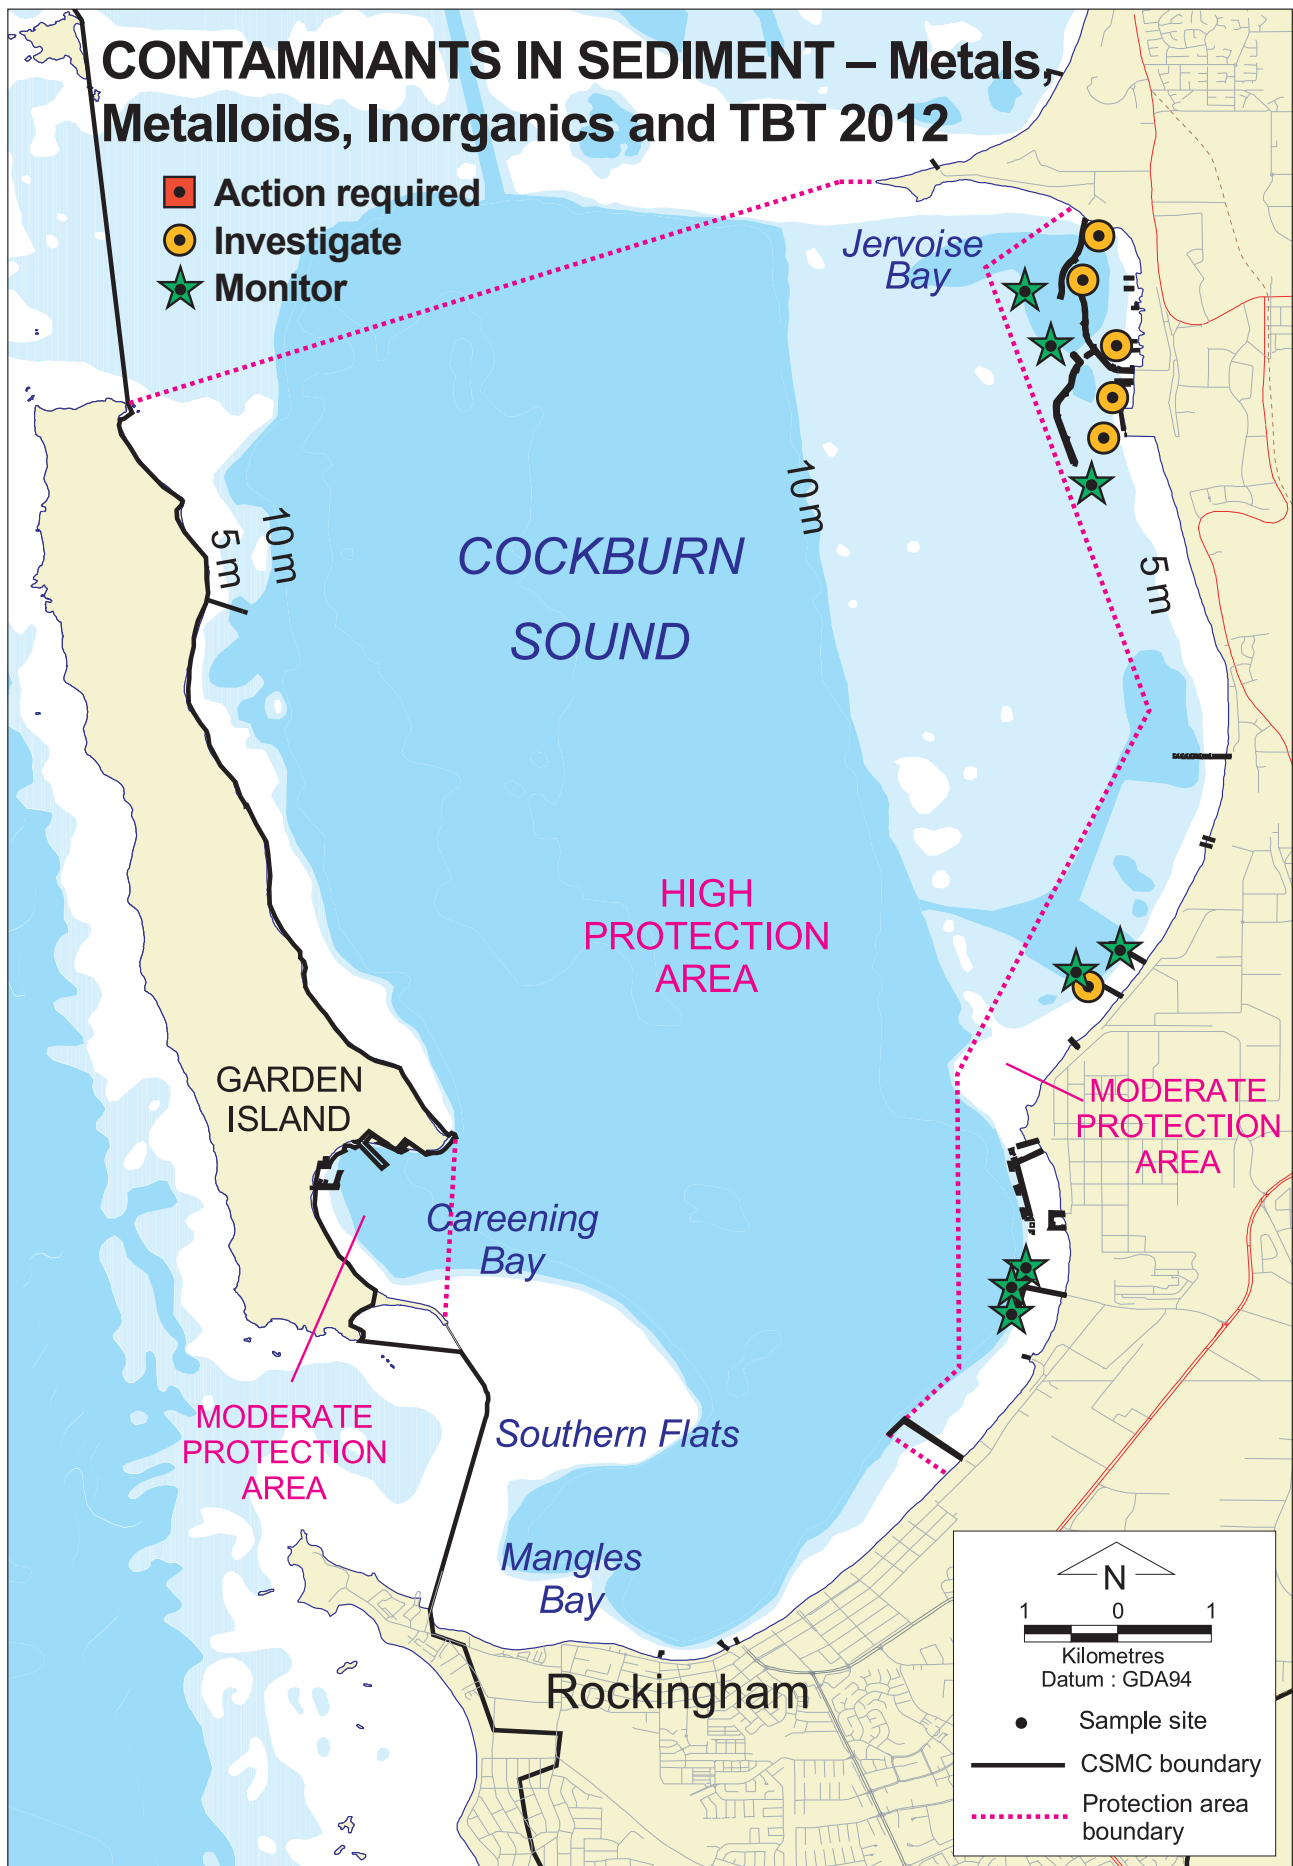 CONTAMINANTS IN SEDIMENT – Metals,
Metalloids, Inorganics and TBT 2012
Action required
Investigate
Monitor
Jervoise
Bay
10 m
5 m
10 m
5 m
COCKBURN
SOUND
HIGH
PROTECTION
AREA
GARDEN
ISLAND
MODERATE
PROTECTION
AREA
Careening
Bay
MODERATE
PROTECTION
AREA
Southern Flats
Mangles
Bay
Rockingham
N
1 0 1
Kilometres
Datum : GDA94
Sample site
CSMC boundary
Protection area
boundary